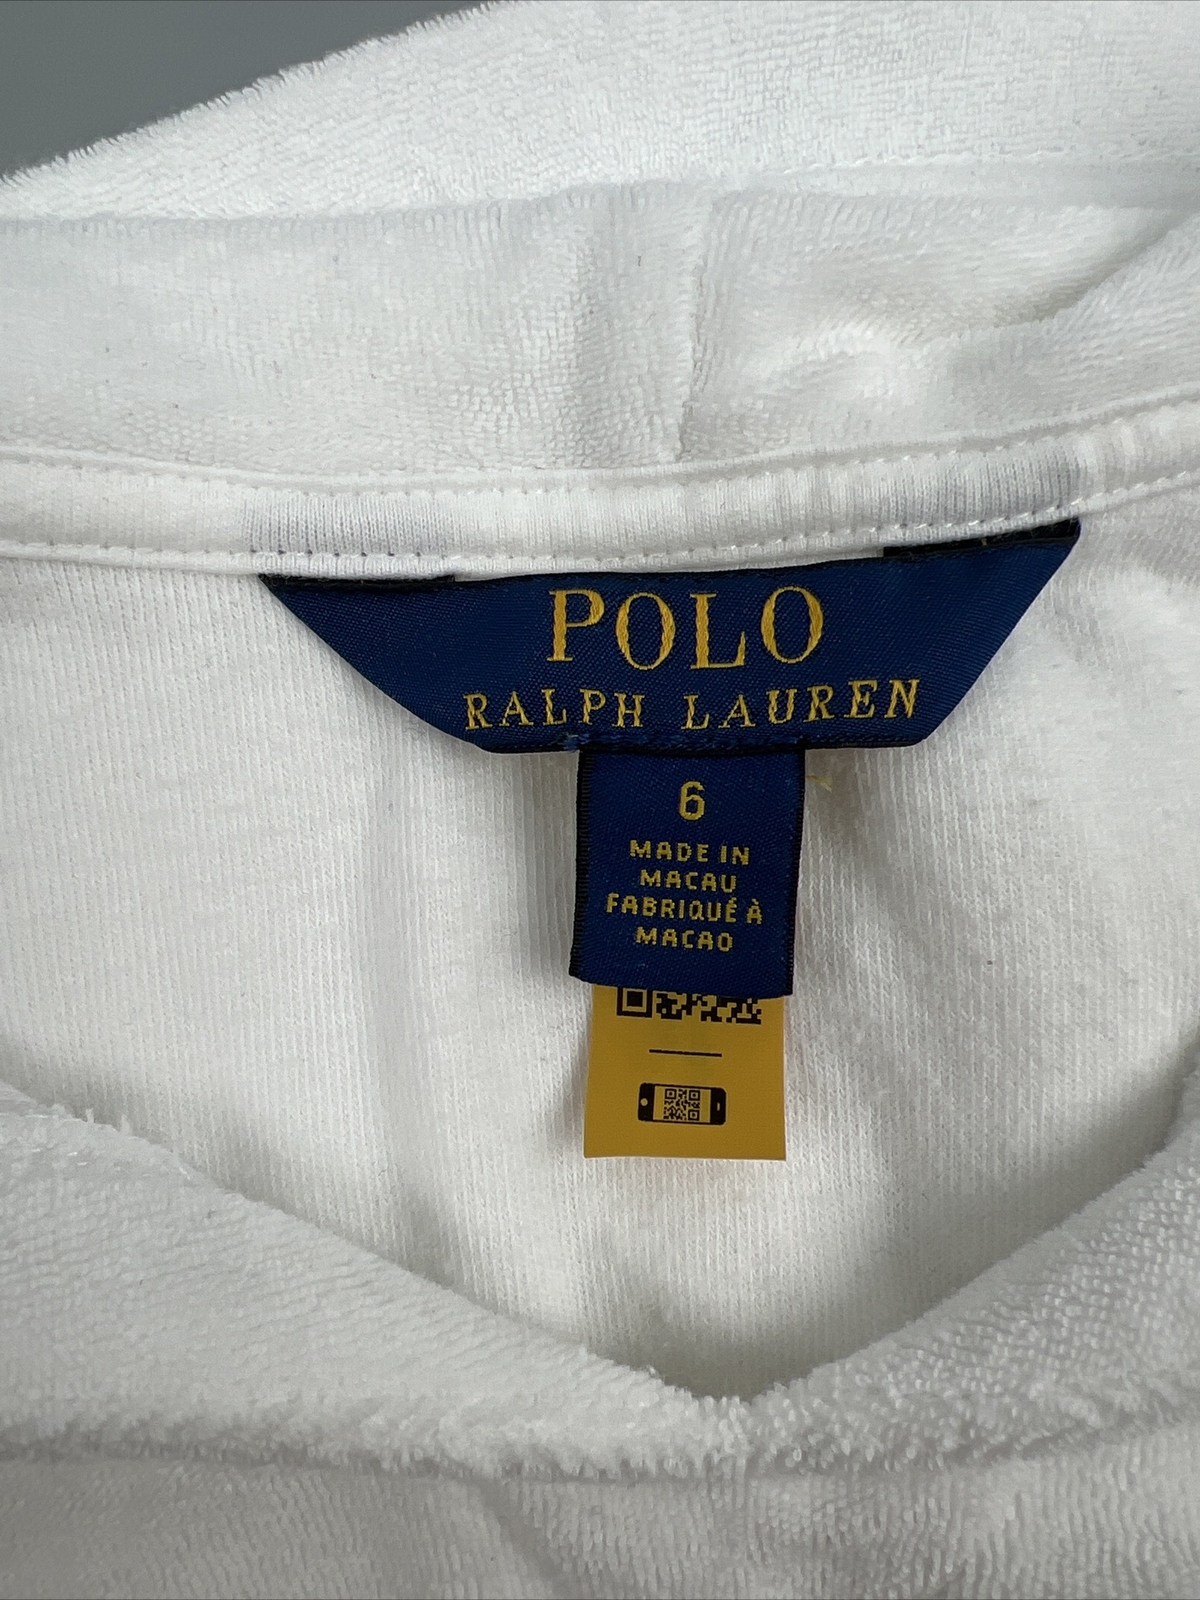 POLO
RALPH LAUREN
6
MADE IN
MACAU
FABRIQUÉ À
MACAO